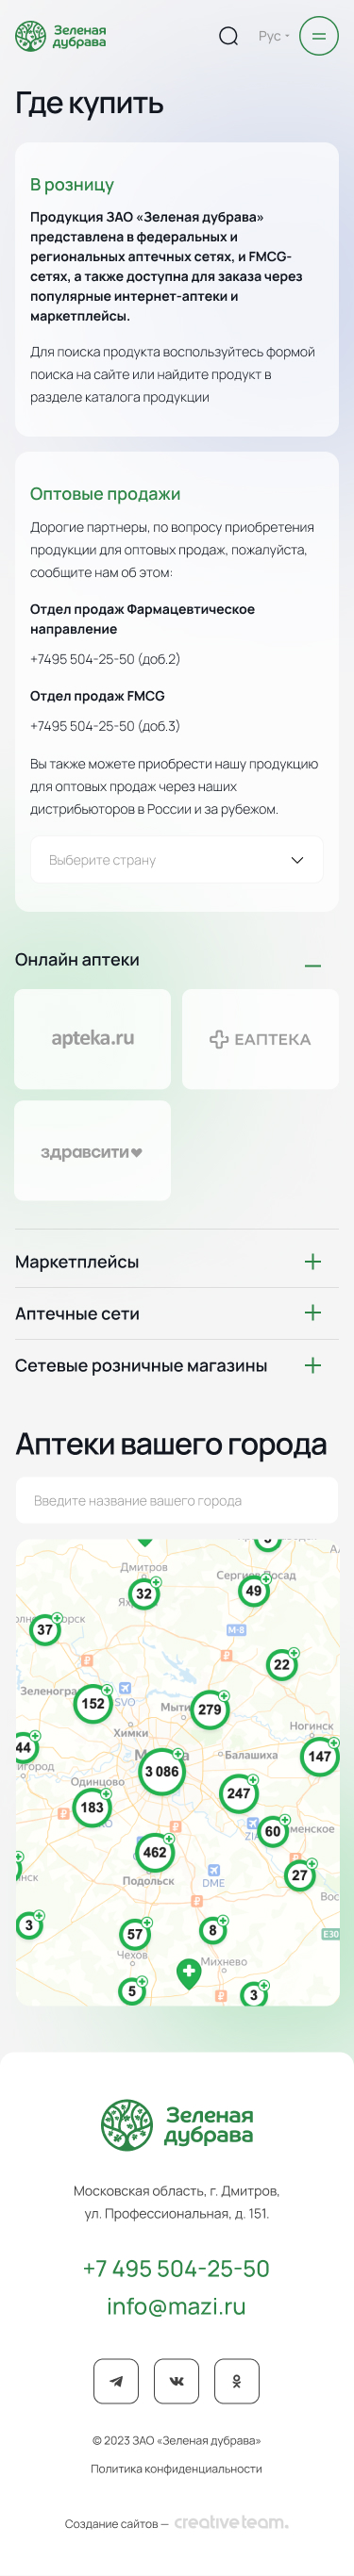 Зеленая
дубрава
Рус
Где купить
В розницу
Продукция ЗАО «Зеленая дубрава»
представлена в федеральных и
региональных аптечных сетях, и FMCG-
сетях, а также доступна для заказа через
популярные интернет-аптеки и
маркетплейсы.
Для поиска продукта воспользуйтесь формой
поиска на сайте или найдите продукт в
разделе каталога продукции
Оптовые продажи
Дорогие партнеры, по вопросу приобретения
продукции для оптовых продаж, пожалуйста,
сообщите нам об этом:
Отдел продаж Фармацевтическое
направление
+7495 504-25-50 (доб.2)
Отдел продаж FMCG
+7495 504-25-50 (доб.3)
Вы также можете приобрести нашу продукцию
для оптовых продаж через наших
дистрибьюторов в России и за рубежом.
Выберите страну
Онлайн аптеки
apteka.ru
ЕАПТЕКА
здравсити
Маркетплейсы
Аптечные сети
Сетевые розничные магазины
Аптеки вашего города
Введите название вашего города
Дмитров
32
49
37
М-8
22
152
SVO
279
Химки
Ногинск
44
3 086
Балашиха
147
Одинцово
183
247
60
462
27
Подольск
DME
3
57
8
Чехов
Михнево
5
3
Зеленая
дубрава
Московская область, г. Дмитров,
ул. Профессиональная, д. 151.
+7 495 504-25-50
info@mazi.ru
© 2023 ЗАО «Зеленая дубрава»
Политика конфиденциальности
Создание сайтов — creativeteam.